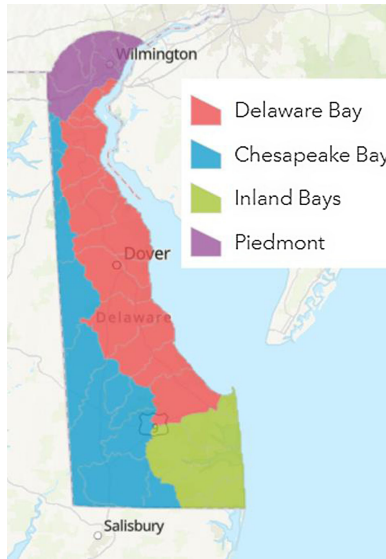 Wilmington
Delaware Bay
Chesapeake Bay
Inland Bays
Piedmont
Dover
Delaware
Salisbury